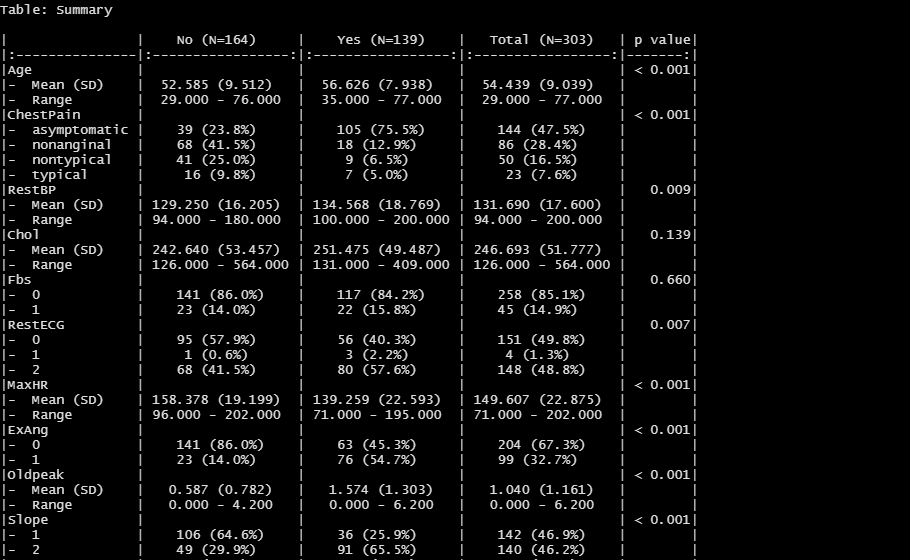 Table: Summary
|               |   No (N=164)    |   Yes (N=139)   |  Total (N=303)  | p value|
|:--------------|:---------------:|:---------------:|:---------------:|-------:|
|Age            |                 |                 |                 | < 0.001|
|-  Mean (SD)   | 52.585 (9.512)  | 56.626 (7.938)  | 54.439 (9.039)  |        |
|-  Range       | 29.000 - 76.000 | 35.000 - 77.000 | 29.000 - 77.000 |        |
|ChestPain      |                 |                 |                 | < 0.001|
|-  asymptomatic |   39 (23.8%)    |   105 (75.5%)   |   144 (47.5%)   |        |
|-  nonanginal  |   68 (41.5%)    |   18 (12.9%)    |   86 (28.4%)    |        |
|-  nontypical  |   41 (25.0%)    |    9 (6.5%)     |   50 (16.5%)    |        |
|-  typical     |    16 (9.8%)    |    7 (5.0%)     |    23 (7.6%)    |        |
|RestBP         |                 |                 |                 |   0.009|
|-  Mean (SD)   | 129.250 (16.205) | 134.568 (18.769) | 131.690 (17.600) |        |
|-  Range       | 94.000 - 180.000 | 100.000 - 200.000 | 94.000 - 200.000 |        |
|Chol           |                 |                 |                 |   0.139|
|-  Mean (SD)   | 242.640 (53.457) | 251.475 (49.487) | 246.693 (51.777) |        |
|-  Range       | 126.000 - 564.000 | 131.000 - 409.000 | 126.000 - 564.000 |        |
|Fbs            |                 |                 |                 |   0.660|
|-  0           |   141 (86.0%)   |   117 (84.2%)   |   258 (85.1%)   |        |
|-  1           |   23 (14.0%)    |   22 (15.8%)    |   45 (14.9%)    |        |
|RestECG        |                 |                 |                 |   0.007|
|-  0           |   95 (57.9%)    |   56 (40.3%)    |   151 (49.8%)   |        |
|-  1           |    1 (0.6%)     |    3 (2.2%)     |    4 (1.3%)     |        |
|-  2           |   68 (41.5%)    |   80 (57.6%)    |   148 (48.8%)   |        |
|MaxHR          |                 |                 |                 | < 0.001|
|-  Mean (SD)   | 158.378 (19.199) | 139.259 (22.593) | 149.607 (22.875) |        |
|-  Range       | 96.000 - 202.000 | 71.000 - 195.000 | 71.000 - 202.000 |        |
|ExAng          |                 |                 |                 | < 0.001|
|-  0           |   141 (86.0%)   |   63 (45.3%)    |   204 (67.3%)   |        |
|-  1           |   23 (14.0%)    |   76 (54.7%)    |   99 (32.7%)    |        |
|Oldpeak        |                 |                 |                 | < 0.001|
|-  Mean (SD)   |  0.587 (0.782)  |  1.574 (1.303)  |  1.040 (1.161)  |        |
|-  Range       |  0.000 - 4.200  |  0.000 - 6.200  |  0.000 - 6.200  |        |
|Slope          |                 |                 |                 | < 0.001|
|-  1           |   106 (64.6%)   |   36 (25.9%)    |   142 (46.9%)   |        |
|-  2           |   49 (29.9%)    |   91 (65.5%)    |   140 (46.2%)   |        |